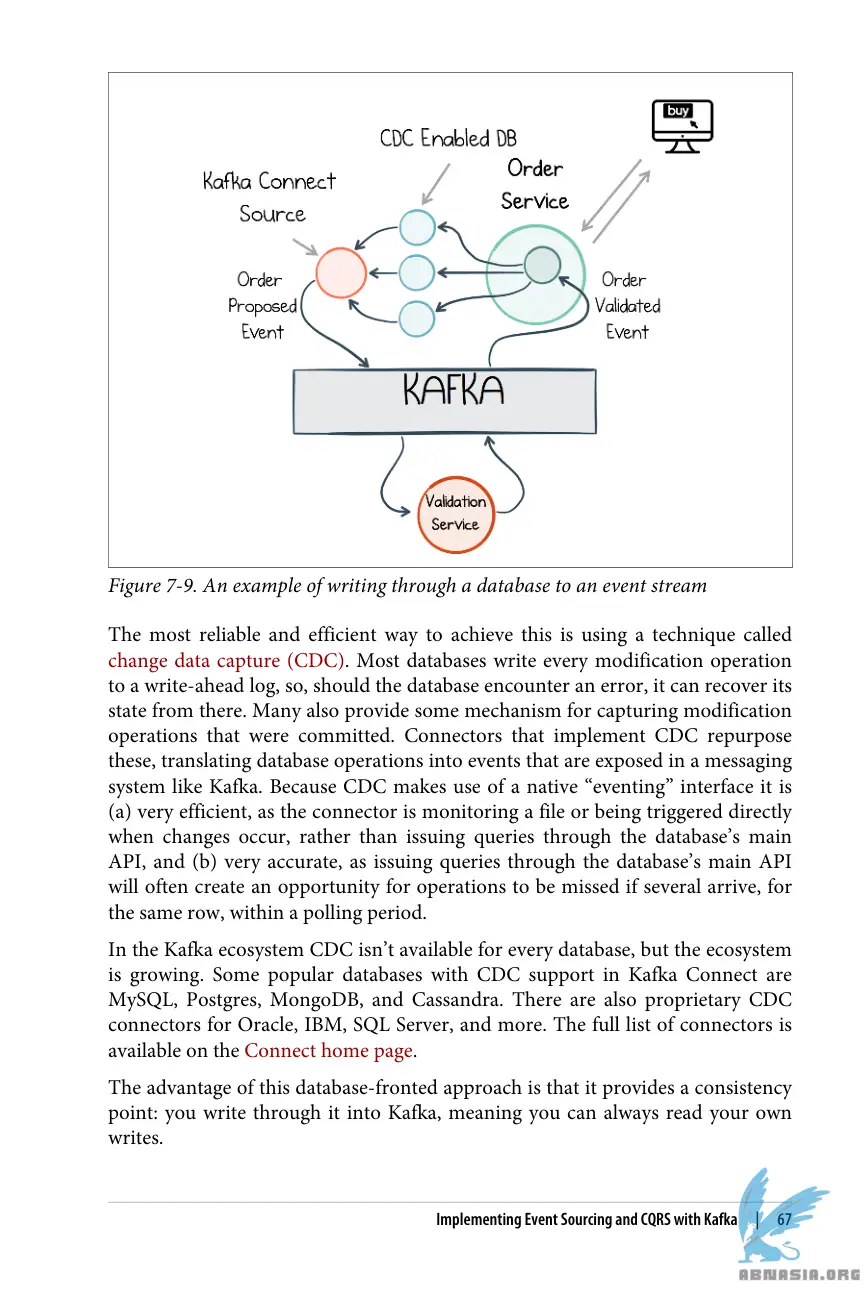 buy
CDC Enabled DB
Order
Service
Kafka Connect
Source
Order
Proposed
Event
Order
Validated
Event
KAFKA
Validation
Service
Figure 7-9. An example of writing through a database to an event stream
The most reliable and efficient way to achieve this is using a technique called
change data capture (CDC). Most databases write every modification operation
to a write-ahead log, so, should the database encounter an error, it can recover its
state from there. Many also provide some mechanism for capturing modification
operations that were committed. Connectors that implement CDC repurpose
these, translating database operations into events that are exposed in a messaging
system like Kafka. Because CDC makes use of a native “eventing” interface it is
(a) very efficient, as the connector is monitoring a file or being triggered directly
when changes occur, rather than issuing queries through the database’s main
API, and (b) very accurate, as issuing queries through the database’s main API
will often create an opportunity for operations to be missed if several arrive, for
the same row, within a polling period.
In the Kafka ecosystem CDC isn’t available for every database, but the ecosystem
is growing. Some popular databases with CDC support in Kafka Connect are
MySQL, Postgres, MongoDB, and Cassandra. There are also proprietary CDC
connectors for Oracle, IBM, SQL Server, and more. The full list of connectors is
available on the Connect home page.
The advantage of this database-fronted approach is that it provides a consistency
point: you write through it into Kafka, meaning you can always read your own
writes.
Implementing Event Sourcing and CQRS with Kafka | 67
ABNASIA.ORG